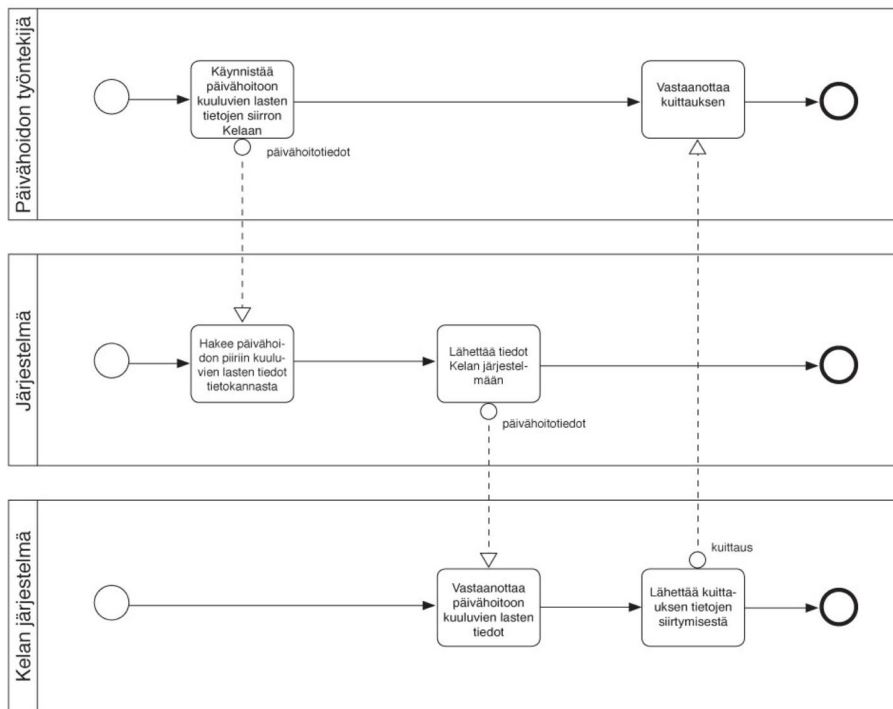 Päivähoidon työntekijä
Käynnistää
päivähoitoon
kuuluvien lasten
tietojen siirron
Kelaan
päivähoitotiedot
Vastaanottaa
kuittauksen
Järjestelmä
Hakee päivähoi-
don piiriin kuulu-
vien lasten tiedot
tietokannasta
Lähettää tiedot
Kelan järjestel-
mään
päivähoitotiedot
Kelan järjestelmä
Vastaanottaa
päivähoitoon
kuuluvien lasten
tiedot
kuittaus
Lähettää kuitta-
uksen tietojen
siirtymisestä